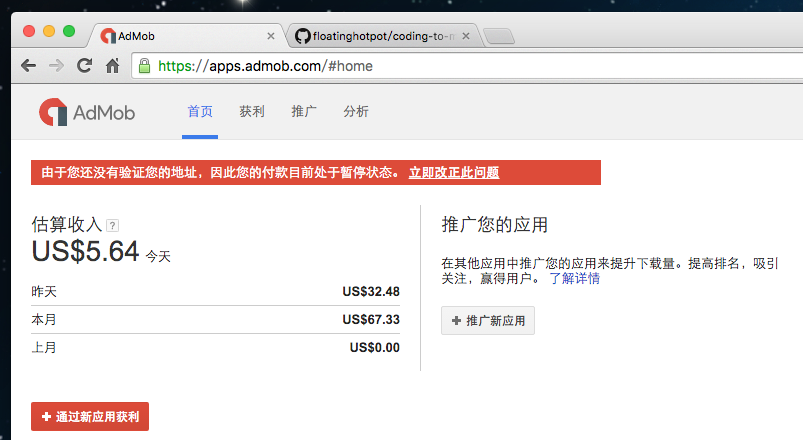 AdMob
floatinghotpot/coding-to-m
https://apps.admob.com/#home
AdMob 首页 获利 推广 分析
由于您还没有验证您的地址，因此您的付款目前处于暂停状态。 立即改正此问题
估算收入 ?
US$5.64 今天
昨天 US$32.48
本月 US$67.33
上月 US$0.00
+ 通过新应用获利
推广您的应用
在其他应用中推广您的应用来提升下载量。提高排名，吸引
关注，赢得用户。 了解详情
+ 推广新应用